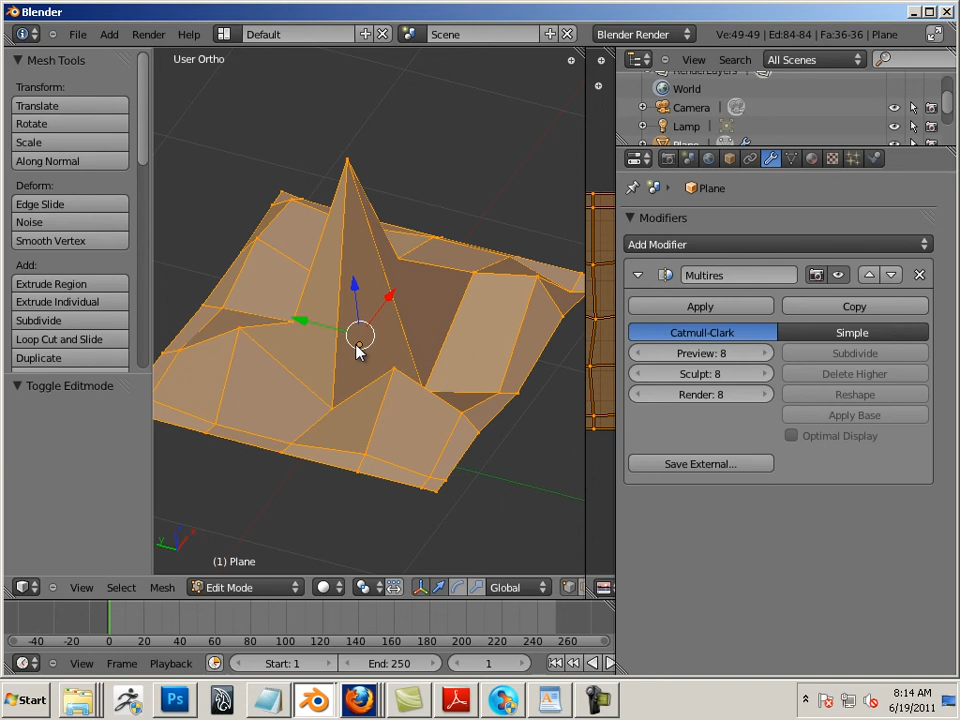 Blender
File Add Render Help Default Scene Blender Render Ve:49-49 | Ed:84-84 | Fa:36-36 | Plane
Mesh Tools
Transform:
Translate
Rotate
Scale
Along Normal
Deform:
Edge Slide
Noise
Smooth Vertex
Add:
Extrude Region
Extrude Individual
Subdivide
Loop Cut and Slide
Duplicate
Toggle Editmode
User Ortho
y
x
(1) Plane
View Select Mesh Edit Mode Global
View Search All Scenes
RenderLayers
World
Camera
Lamp
Plane
Plane
Modifiers
Add Modifier
Multires
Apply Copy
Catmull-Clark Simple
Preview: 8 Subdivide
Sculpt: 8 Delete Higher
Render: 8 Reshape
Apply Base
Optimal Display
Save External...
-40 -20 0 20 40 60 80 100 120 140 160 180 200 220 240 260
View Frame Playback Start: 1 End: 250 1
Start Ps 8:14 AM
6/19/2011